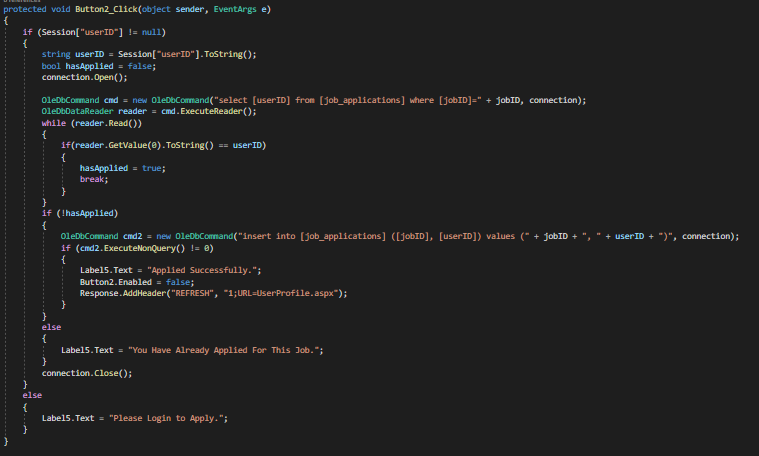 protected void Button2_Click(object sender, EventArgs e)
{
if (Session["userID"] != null)
{
string userID = Session["userID"].ToString();
bool hasApplied = false;
connection.Open();
OleDbCommand cmd = new OleDbCommand("select [userID] from [job_applications] where [jobID]=" + jobID, connection);
OleDbDataReader reader = cmd.ExecuteReader();
while (reader.Read())
{
if(reader.GetValue(0).ToString() == userID)
{
hasApplied = true;
break;
}
}
if (!hasApplied)
{
OleDbCommand cmd2 = new OleDbCommand("insert into [job_applications] ([jobID], [userID]) values (" + jobID + ", " + userID + ")", connection);
if (cmd2.ExecuteNonQuery() != 0)
{
Label5.Text = "Applied Successfully.";
Button2.Enabled = false;
Response.AddHeader("REFRESH", "1;URL=UserProfile.aspx");
}
}
else
{
Label5.Text = "You Have Already Applied For This Job.";
}
connection.Close();
}
else
{
Label5.Text = "Please Login to Apply.";
}
}